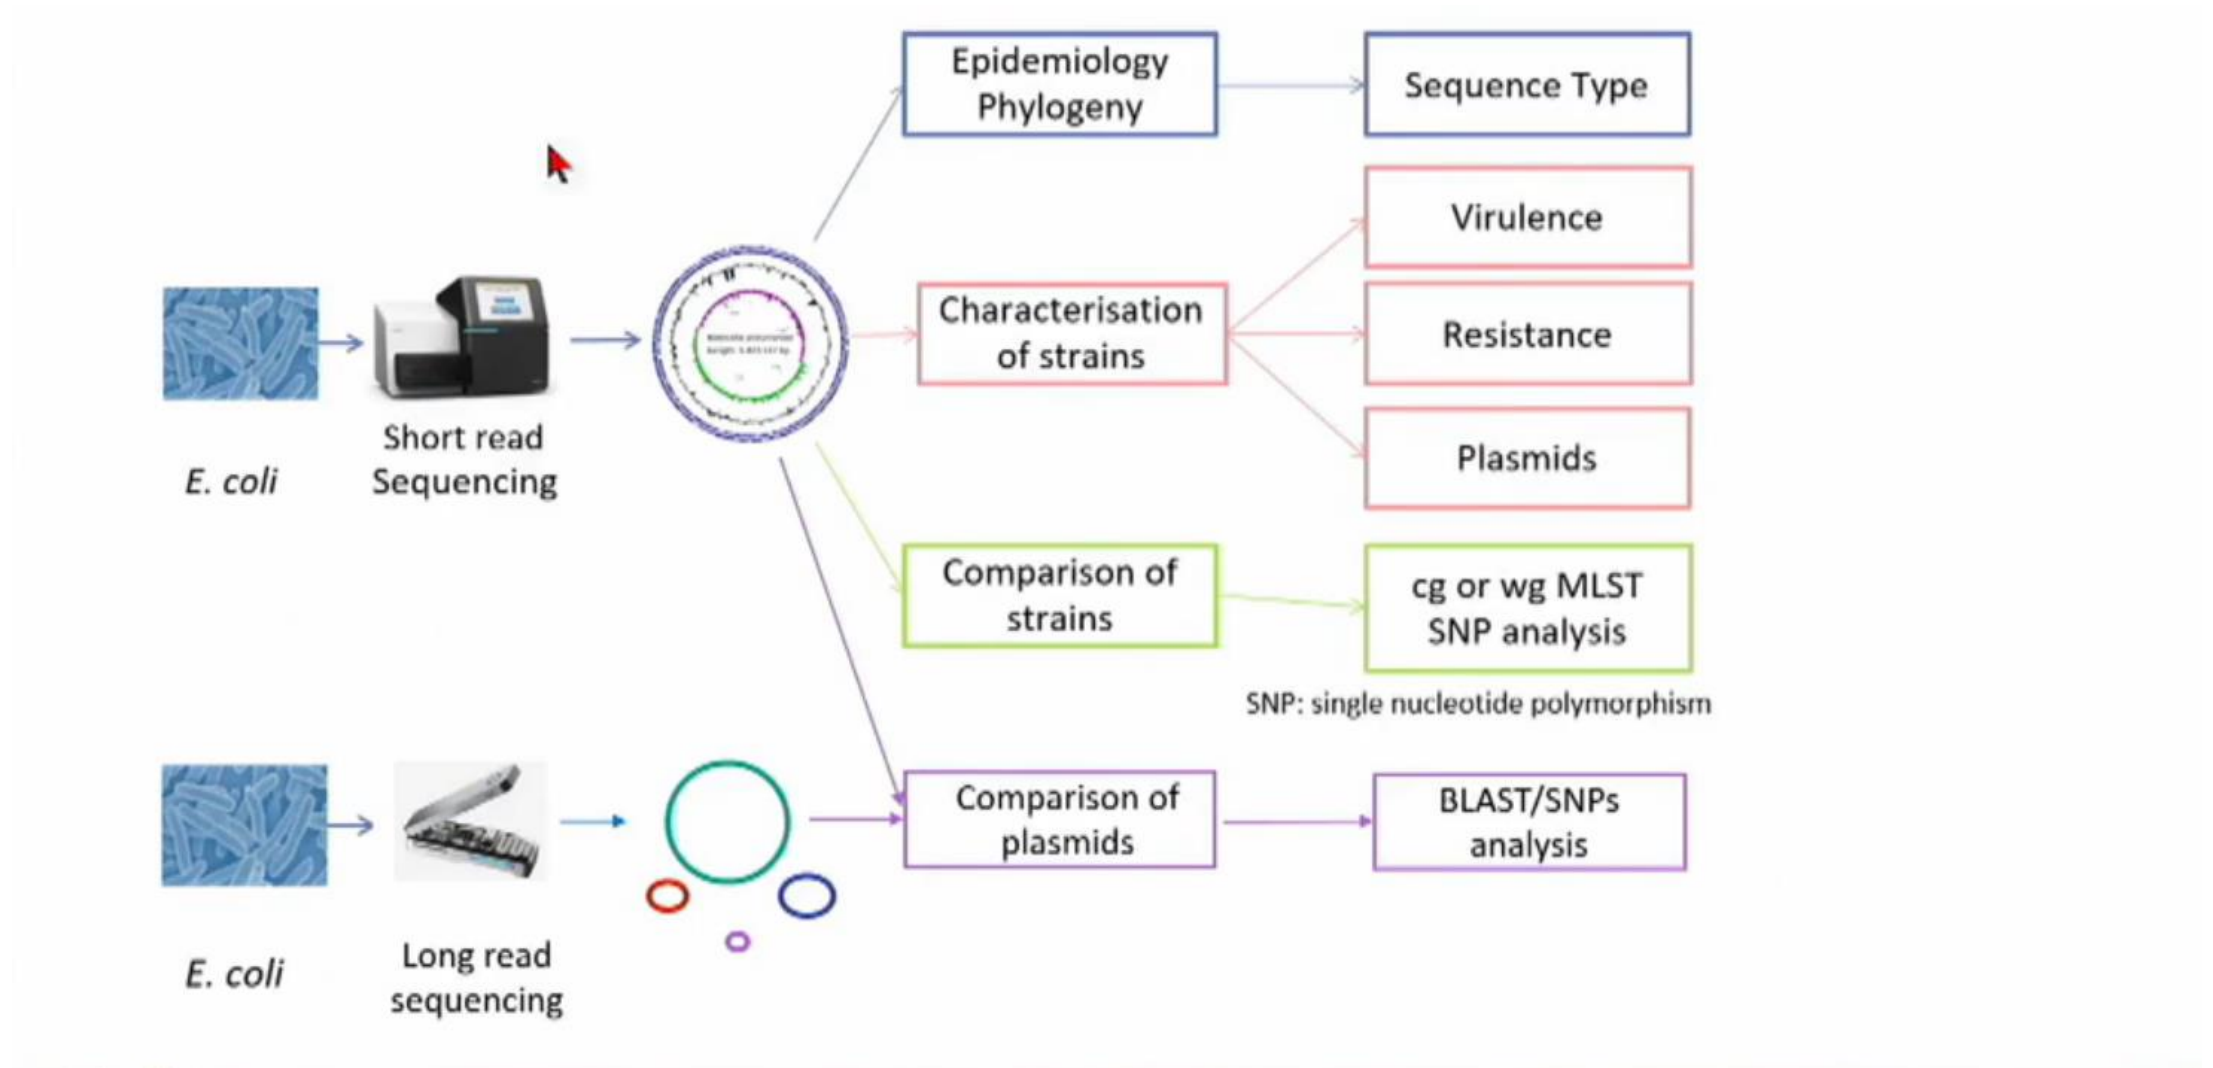 Epidemiology
Phylogeny
Sequence Type
Virulence
Characterisation
of strains
Resistance
Plasmids
Short read
Sequencing
E. coli
Comparison of
strains
cg or wg MLST
SNP analysis
SNP: single nucleotide polymorphism
Comparison of
plasmids
BLAST/SNPs
analysis
Long read
sequencing
E. coli